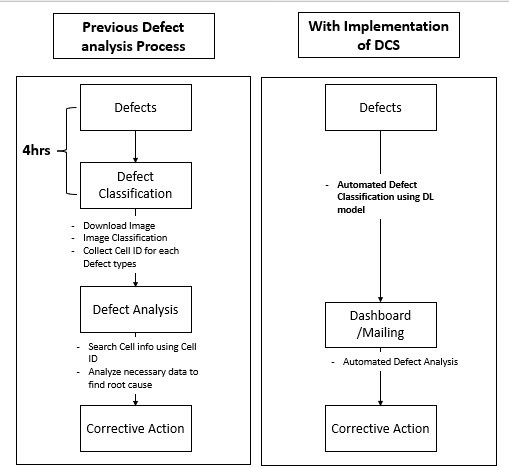 Previous Defect
analysis Process
4hrs
Defects
Defect
Classification
- Download Image
- Image Classification
- Collect Cell ID for each
Defect types
Defect Analysis
- Search Cell info using Cell
ID
- Analyze necessary data to
find root cause
Corrective Action
With Implementation
of DCS
Defects
- Automated Defect
Classification using DL
model
Dashboard
/Mailing
- Automated Defect Analysis
Corrective Action